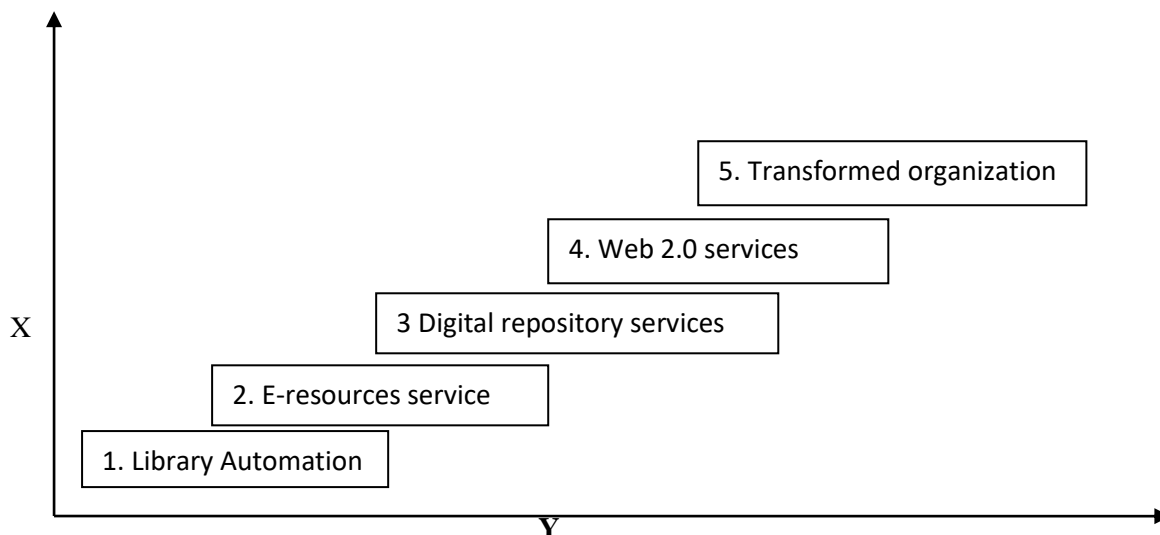 5. Transformed organization
4. Web 2.0 services
3 Digital repository services
X
2. E-resources service
1. Library Automation
Y